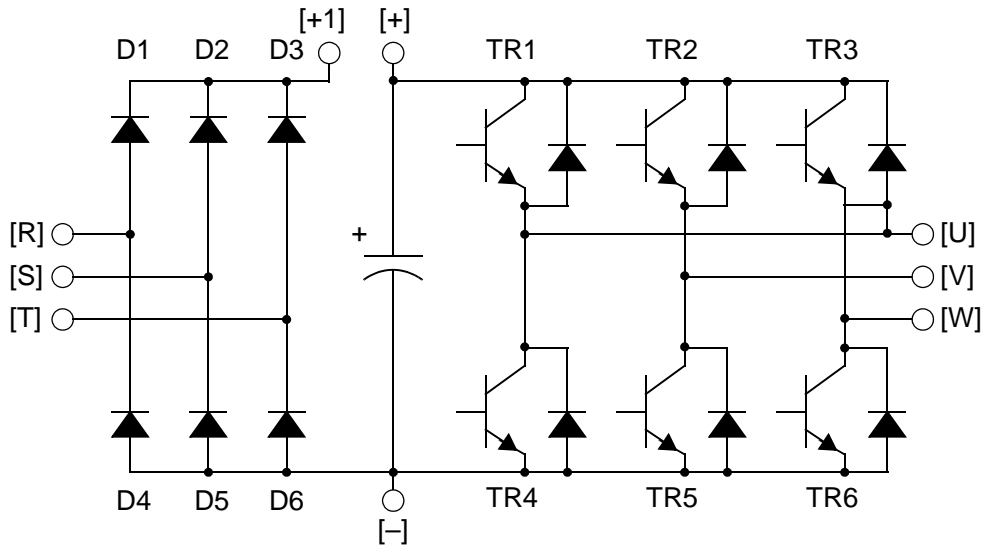 [+1] [+]
D1 D2 D3 TR1 TR2 TR3
[R] + [U]
[S] [V]
[T] [W]
D4 D5 D6 TR4 TR5 TR6
[–]